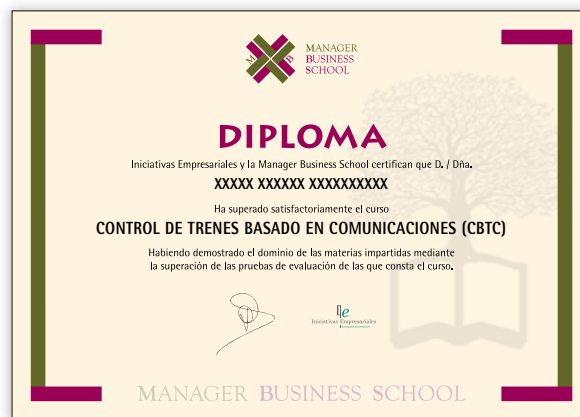 M B
MANAGER
BUSINESS
SCHOOL
DIPLOMA
Iniciativas Empresariales y la Manager Business School certifican que D. / Dña.
XXXXX XXXXXX XXXXXXXXXX
Ha superado satisfactoriamente el curso
CONTROL DE TRENES BASADO EN COMUNICACIONES (CBTC)
Habiendo demostrado el dominio de las materias impartidas mediante
la superación de las pruebas de evaluación de las que consta el curso.
Iniciativas Empresariales
MANAGER BUSINESS SCHOOL